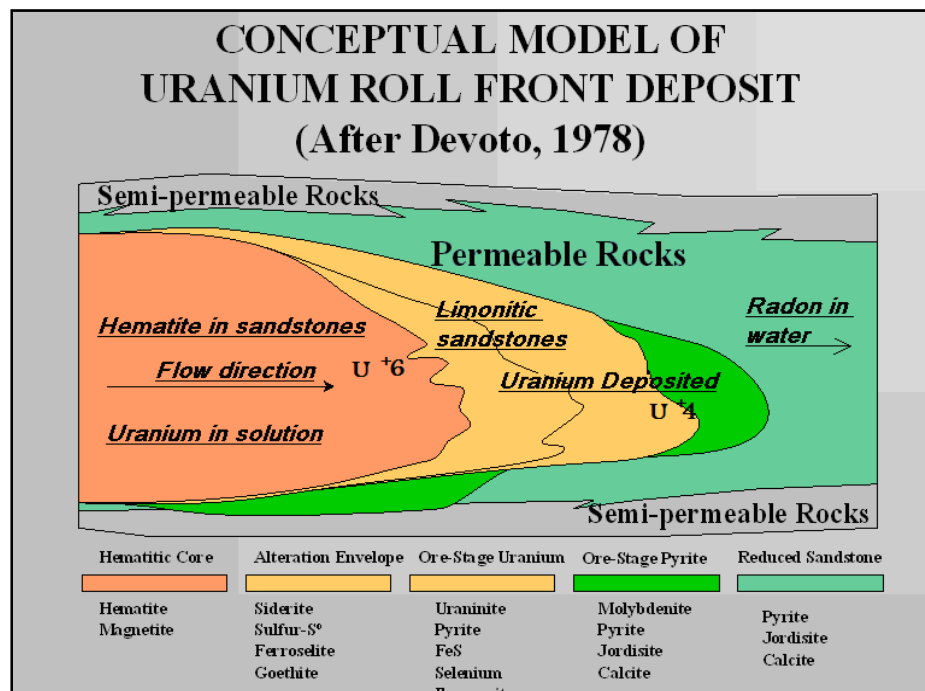 CONCEPTUAL MODEL OF
URANIUM ROLL FRONT DEPOSIT
(After Devoto, 1978)
Semi-permeable Rocks
Permeable Rocks
Hematite in sandstones
Limonitic
sandstones
Radon in
water
Flow direction
U +6
Uranium Deposited
U +4
Uranium in solution
Semi-permeable Rocks
Hematitic Core
Hematite
Magnetite
Alteration Envelope
Siderite
Sulfur-S°
Ferroselite
Goethite
Ore-Stage Uranium
Uraninite
Pyrite
FeS
Selenium
Ore-Stage Pyrite
Molybdenite
Pyrite
Jordisite
Calcite
Reduced Sandstone
Pyrite
Jordisite
Calcite